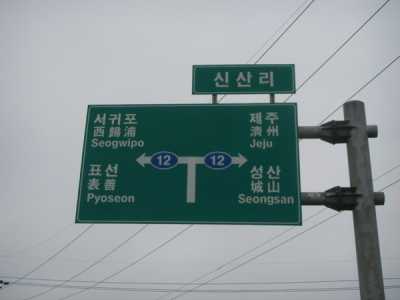 신산리
서귀포
西歸浦
Seogwipo
제주
濟州
Jeju
12
12
표선
表善
Pyoseon
성산
城山
Seongsan